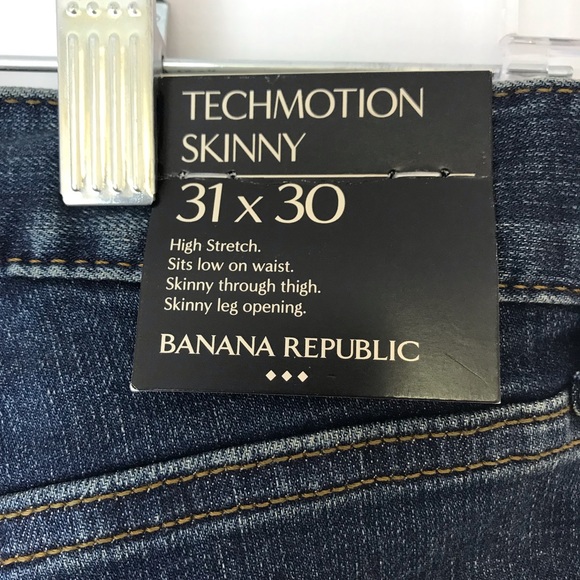 TECHMOTION
SKINNY
31 x 30
High Stretch.
Sits low on waist.
Skinny through thigh.
Skinny leg opening.
BANANA REPUBLIC